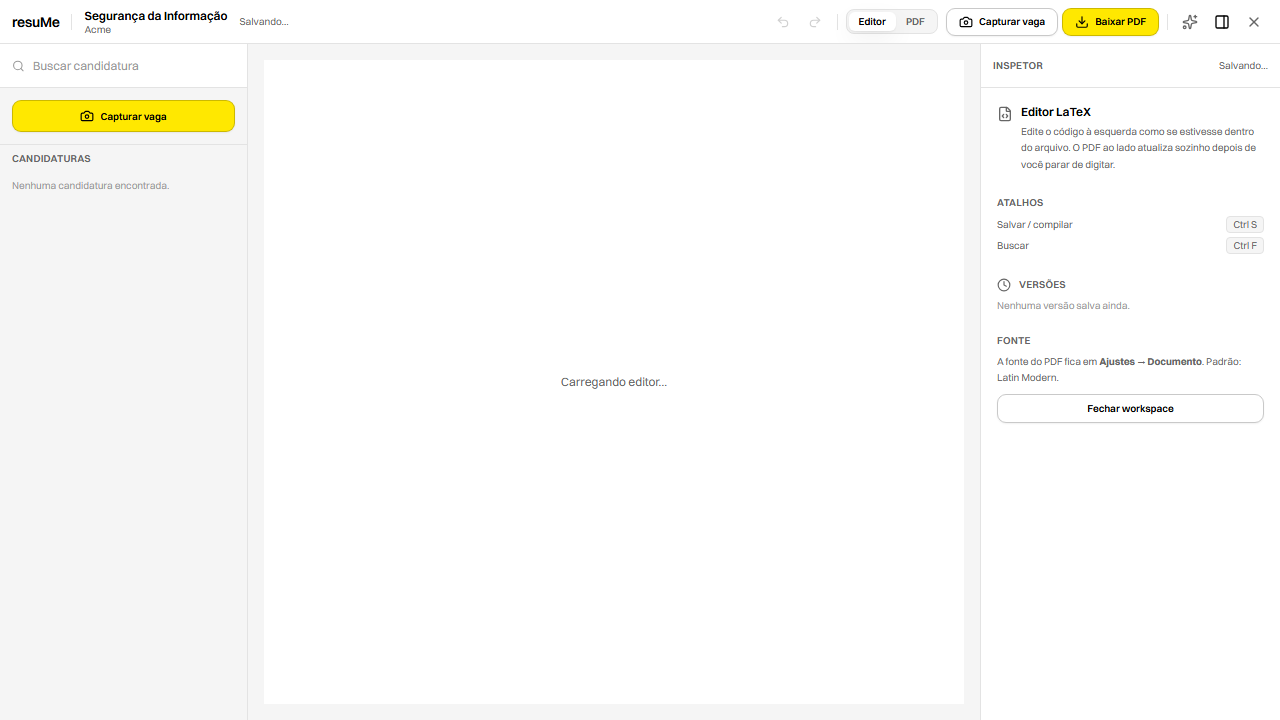 resuMe
Segurança da Informação
Acme
Salvando...
Editor
PDF
Capturar vaga
Baixar PDF
Buscar candidatura
Capturar vaga
CANDIDATURAS
Nenhuma candidatura encontrada.
Carregando editor...
INSPETOR
Salvando...
Editor LaTeX
Edite o código à esquerda como se estivesse dentro
do arquivo. O PDF ao lado atualiza sozinho depois de
você parar de digitar.
ATALHOS
Salvar / compilar
Ctrl S
Buscar
Ctrl F
VERSÕES
Nenhuma versão salva ainda.
FONTE
A fonte do PDF fica em Ajustes → Documento. Padrão:
Latin Modern.
Fechar workspace